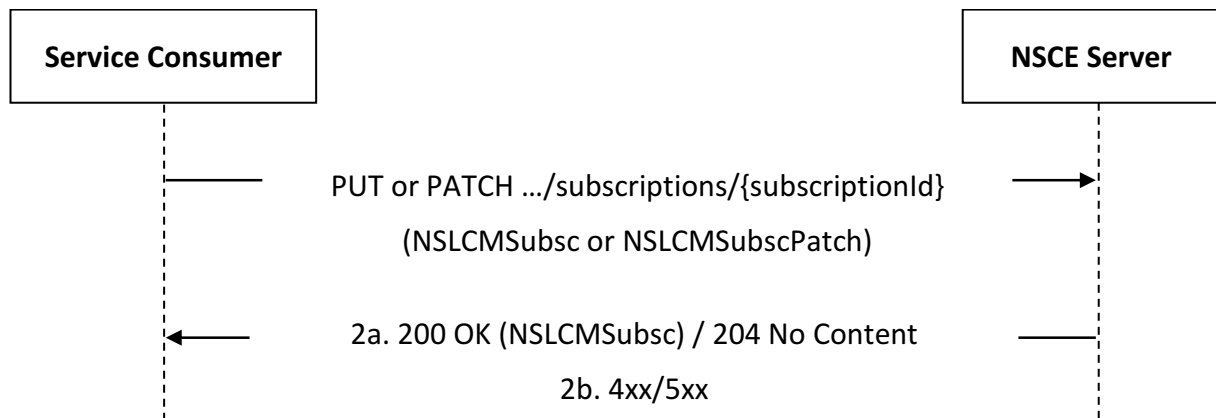 Service Consumer
NSCE Server
PUT or PATCH …/subscriptions/{subscriptionId}
(NSLCMSubsc or NSLCMSubscPatch)
2a. 200 OK (NSLCMSubsc) / 204 No Content
2b. 4xx/5xx